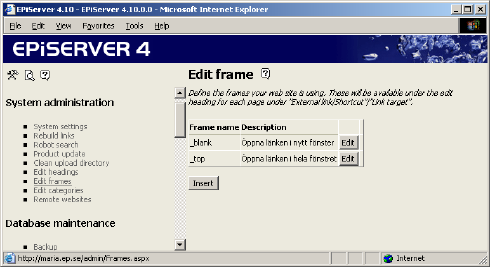 EPiServer 4.10 - EPiServer 4.10.0.0 - Microsoft Internet Explorer
File Edit View Favorites Tools Help
EPiSERVER 4
System administration
System settings
Rebuild links
Robot search
Product update
Clean upload directory
Edit headings
Edit frames
Edit categories
Remote websites
Database maintenance
Backup
Edit frame
Define the frames your web site is using. These will be available under the edit
heading for each page under "External link/Shortcut"/"Link target".
Frame name Description
_blank Öppna länken i nytt fönster Edit
_top Öppna länken i hela fönstret Edit
Insert
http://maria.ep.se/admin/Frames.aspx Internet